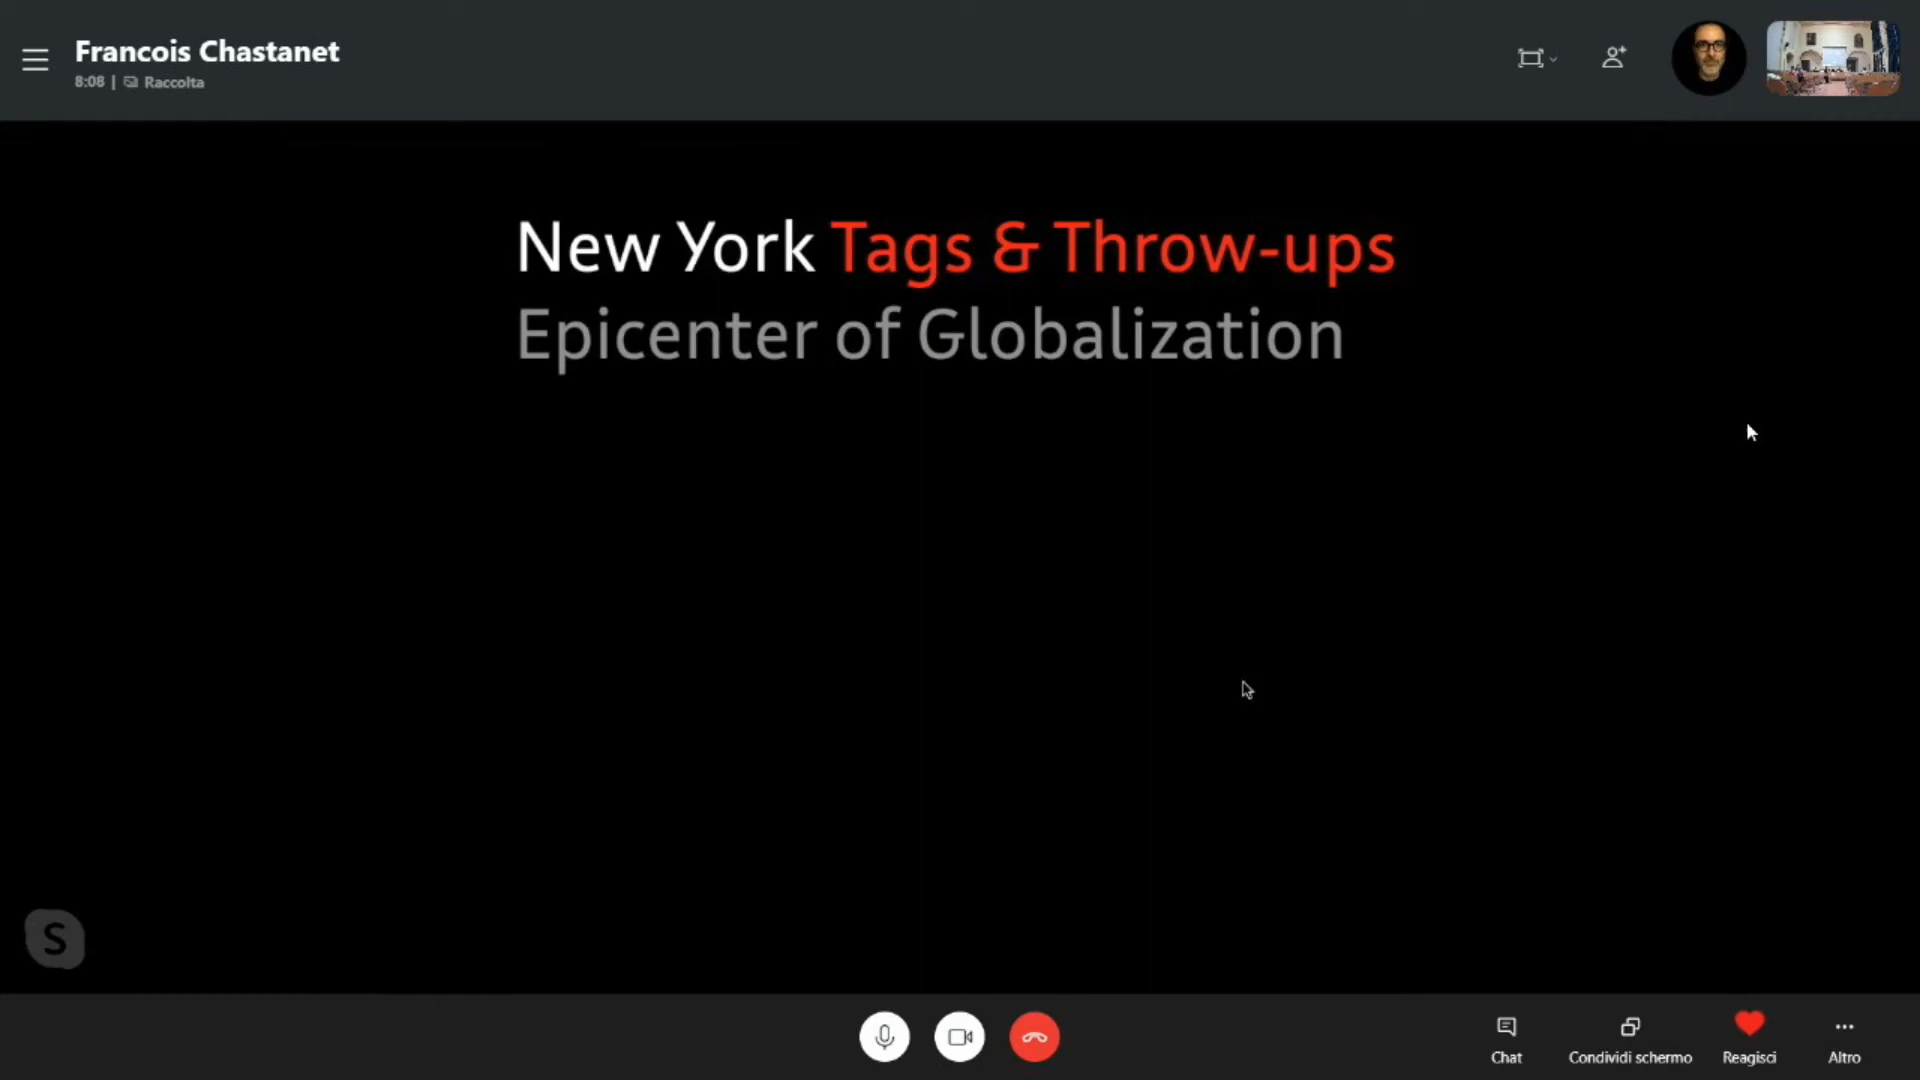 Francois Chastanet
8:08 | Raccolta
New York Tags & Throw-ups
Epicenter of Globalization
S
Chat
Condividi schermo
Reagisci
Altro